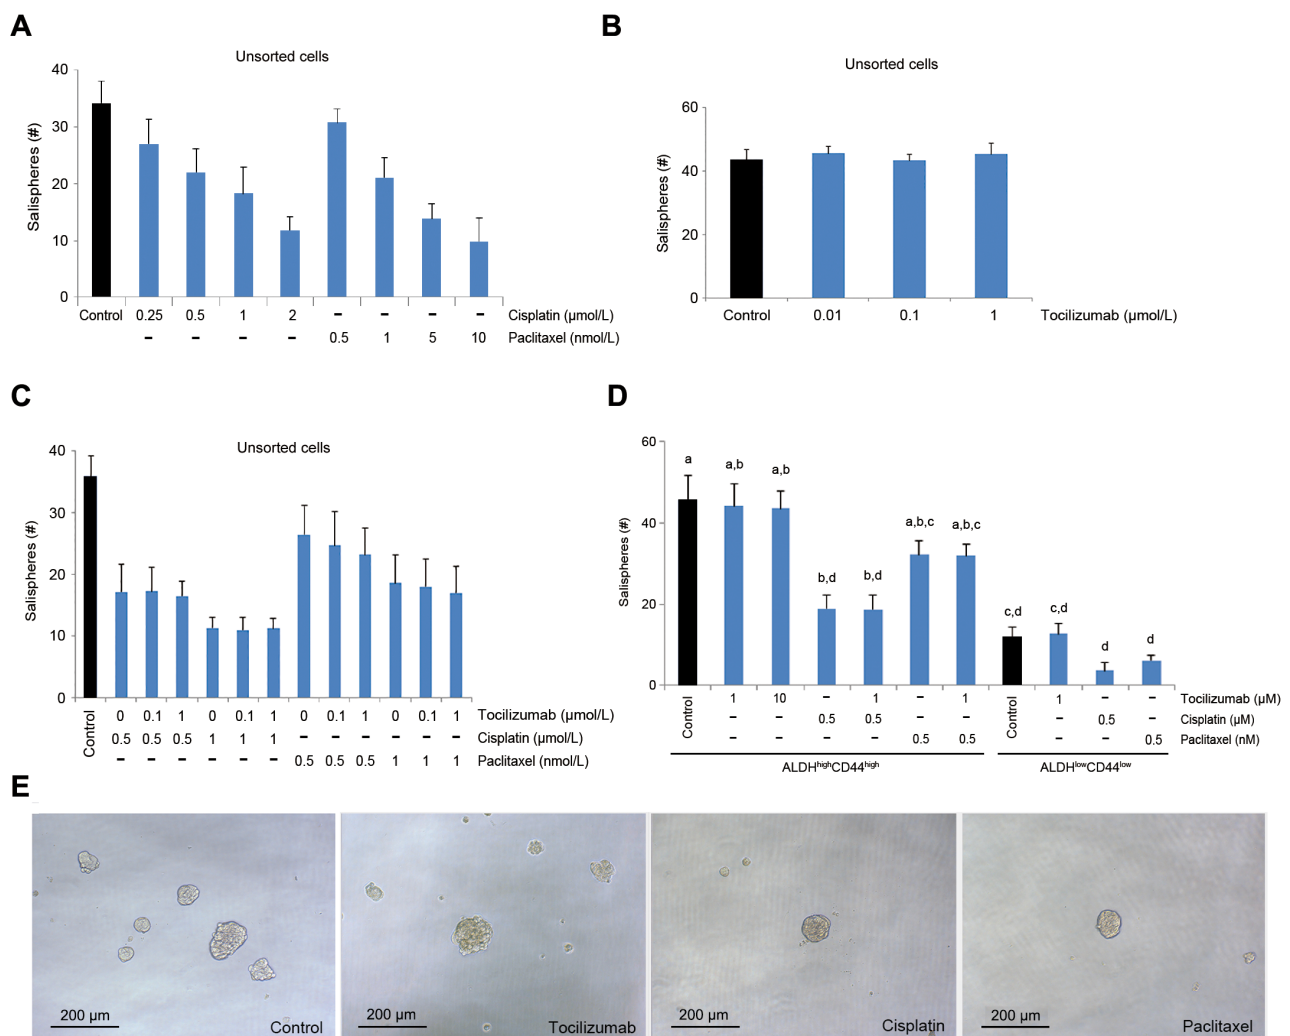 A
Unsorted cells
Salispheres (#)
40
30
20
10
0
Control 0.25 0.5 1 2 – – – – Cisplatin (µmol/L)
– – – – 0.5 1 5 10 Paclitaxel (nmol/L)
B
Unsorted cells
Salispheres (#)
60
40
20
0
Control 0.01 0.1 1 Tocilizumab (µmol/L)
C
Unsorted cells
Salispheres (#)
40
30
20
10
0
Control
0 0.1 1 0 0.1 1 0 0.1 1 0 0.1 1 Tocilizumab (µmol/L)
0.5 0.5 0.5 1 1 1 – – – – – – Cisplatin (µmol/L)
– – – – – – 0.5 0.5 0.5 1 1 1 Paclitaxel (nmol/L)
D
Salispheres (#)
60
40
20
0
a a,b a,b b,d b,d a,b,c a,b,c c,d c,d d d
Control Control
1 10 – 1 – 1 1 – – Tocilizumab (µM)
– – 0.5 0.5 – – – 0.5 – Cisplatin (µM)
– – – – 0.5 0.5 – – 0.5 Paclitaxel (nM)
ALDHhighCD44high ALDHlowCD44low
E
200 µm Control
200 µm Tocilizumab
200 µm Cisplatin
200 µm Paclitaxel